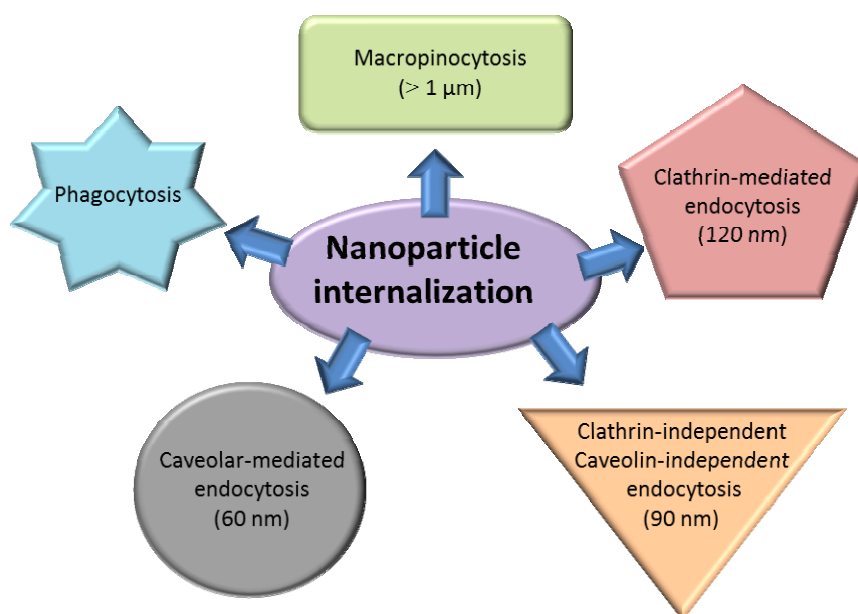 Macropinocytosis
(> 1 μm)
Phagocytosis
Clathrin-mediated
endocytosis
(120 nm)
Nanoparticle
internalization
Caveolar-mediated
endocytosis
(60 nm)
Clathrin-independent
Caveolin-independent
endocytosis
(90 nm)